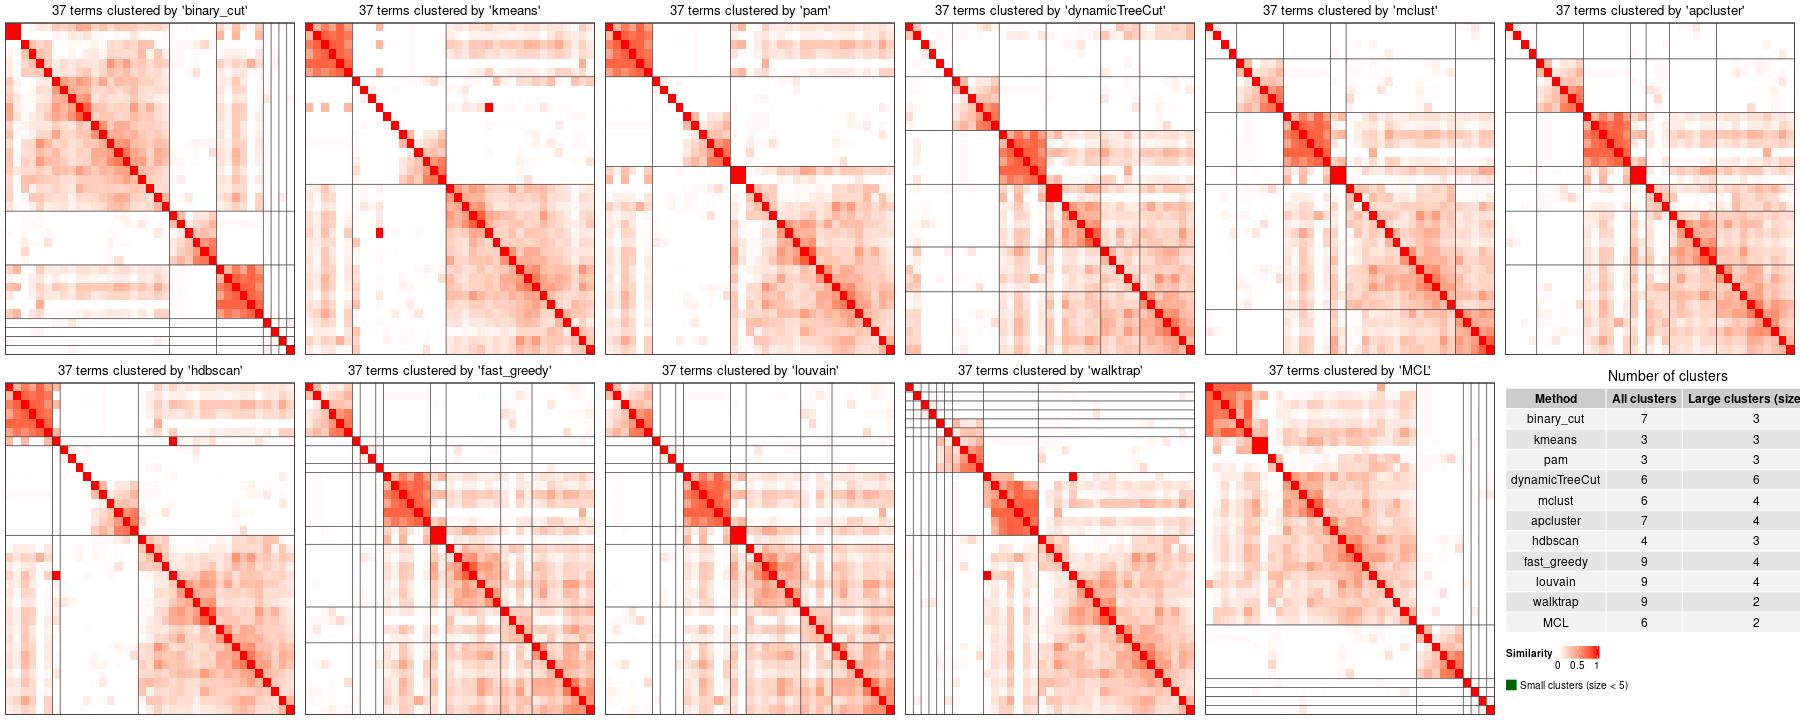 37 terms clustered by 'binary_cut'
37 terms clustered by 'kmeans'
37 terms clustered by 'pam'
37 terms clustered by 'dynamicTreeCut'
37 terms clustered by 'mclust'
37 terms clustered by 'apcluster'
37 terms clustered by 'hdbscan'
37 terms clustered by 'fast_greedy'
37 terms clustered by 'louvain'
37 terms clustered by 'walktrap'
37 terms clustered by 'MCL'
Number of clusters
Method All clusters Large clusters (size
binary_cut 7 3
kmeans 3 3
pam 3 3
dynamicTreeCut 6 6
mclust 6 4
apcluster 7 4
hdbscan 4 3
fast_greedy 9 4
louvain 9 4
walktrap 9 2
MCL 6 2
Similarity
0 0.5 1
Small clusters (size < 5)